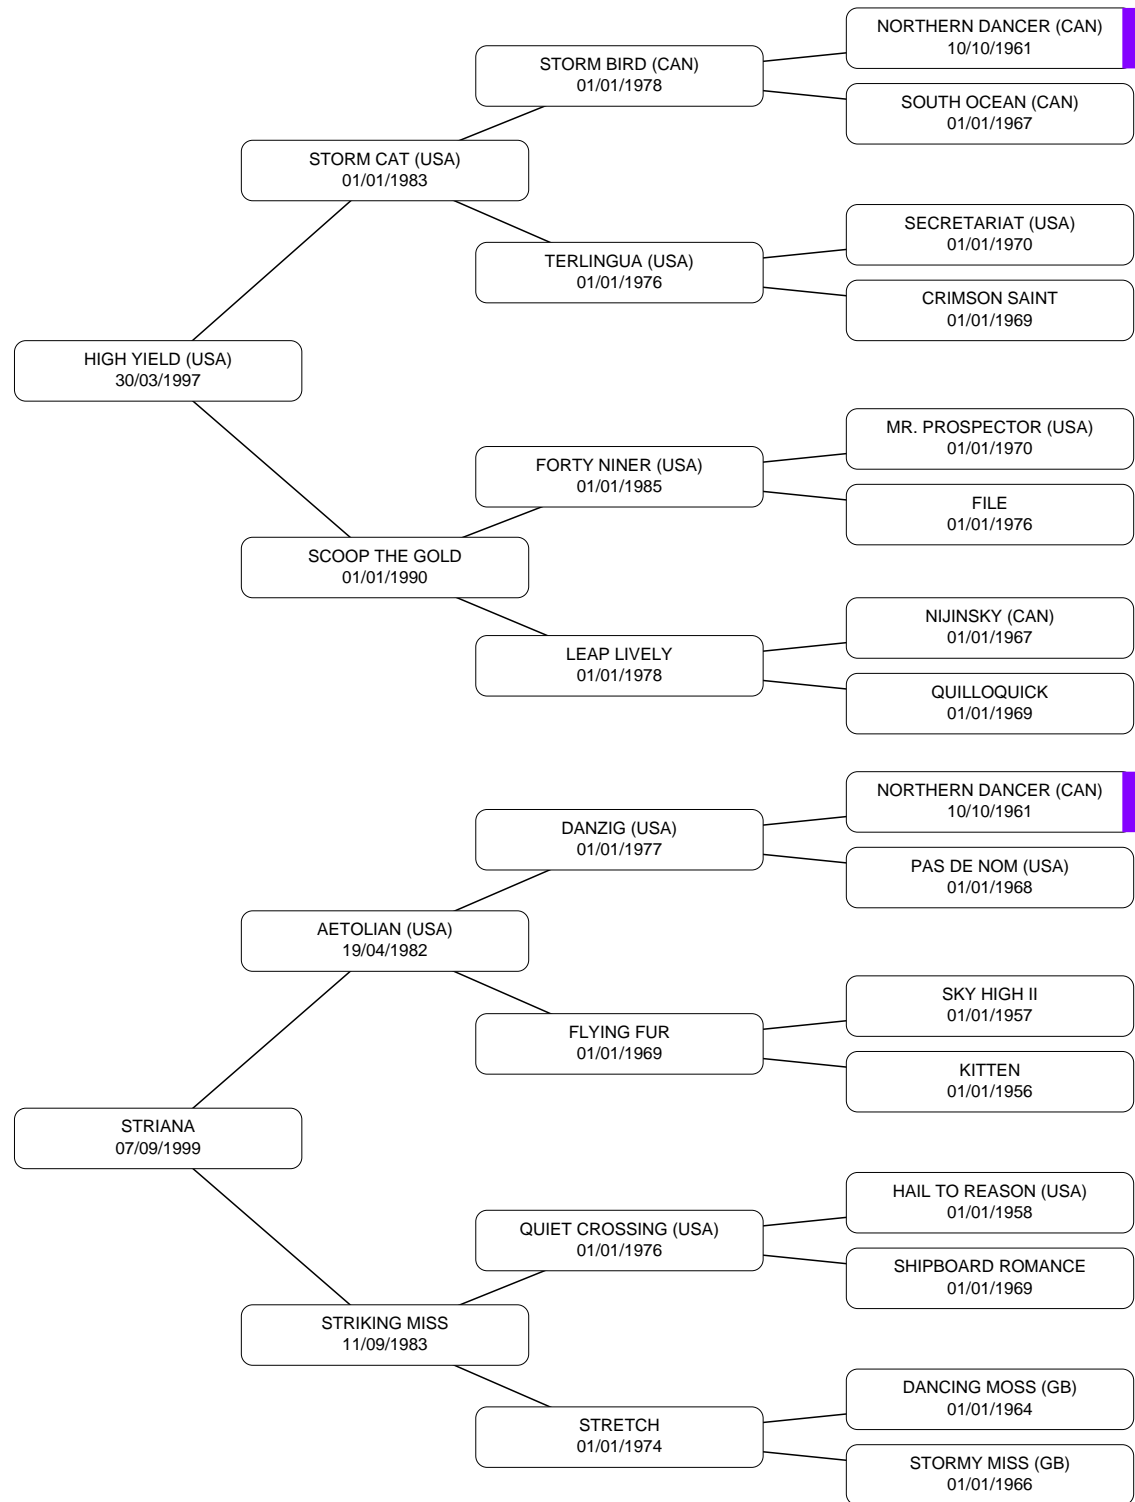 NORTHERN DANCER (CAN)
10/10/1961
STORM BIRD (CAN)
01/01/1978
SOUTH OCEAN (CAN)
01/01/1967
STORM CAT (USA)
01/01/1983
SECRETARIAT (USA)
01/01/1970
TERLINGUA (USA)
01/01/1976
CRIMSON SAINT
01/01/1969
HIGH YIELD (USA)
30/03/1997
MR. PROSPECTOR (USA)
01/01/1970
FORTY NINER (USA)
01/01/1985
FILE
01/01/1976
SCOOP THE GOLD
01/01/1990
NIJINSKY (CAN)
01/01/1967
LEAP LIVELY
01/01/1978
QUILLOQUICK
01/01/1969
NORTHERN DANCER (CAN)
10/10/1961
DANZIG (USA)
01/01/1977
PAS DE NOM (USA)
01/01/1968
AETOLIAN (USA)
19/04/1982
SKY HIGH II
01/01/1957
FLYING FUR
01/01/1969
KITTEN
01/01/1956
STRIANA
07/09/1999
HAIL TO REASON (USA)
01/01/1958
QUIET CROSSING (USA)
01/01/1976
SHIPBOARD ROMANCE
01/01/1969
STRIKING MISS
11/09/1983
DANCING MOSS (GB)
01/01/1964
STRETCH
01/01/1974
STORMY MISS (GB)
01/01/1966